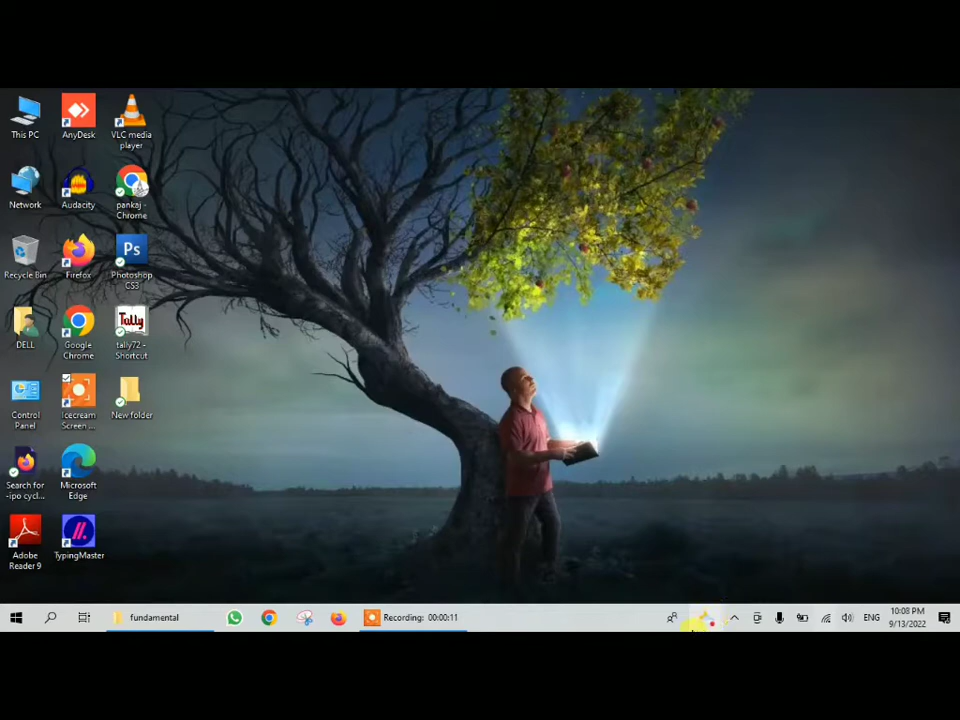 This PC
AnyDesk
VLC media
player
Network
Audacity
pankaj -
Chrome
Recycle Bin
Firefox
Ps
Photoshop
CS3
DELL
Google
Chrome
Tally
tally72 -
Shortcut
Control
Panel
Icecream
Screen ...
New folder
Search for
-ipo cycl...
Microsoft
Edge
Adobe
Reader 9
TypingMaster
fundamental
Recording: 00:00:11
ENG
10:08 PM
9/13/2022